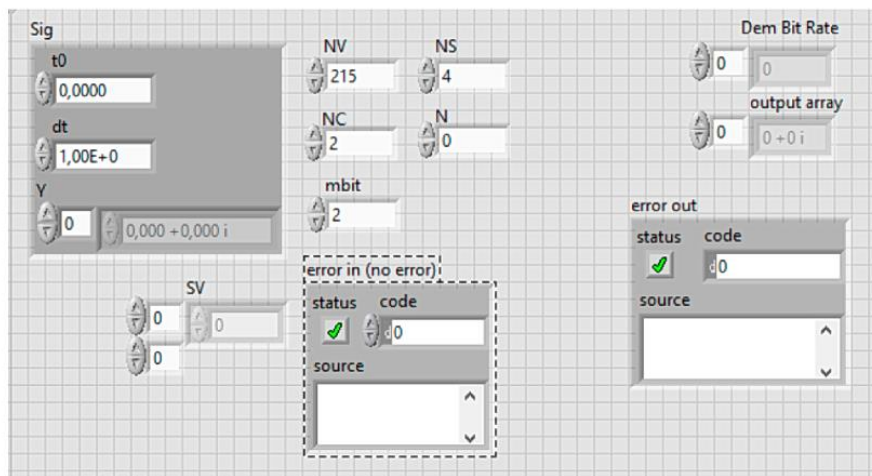 Sig
t0
0,0000
dt
1,00E+0
Y
0
0,000 +0,000 i
NV
215
NS
4
NC
2
N
0
mbit
2
SV
0
0
0
error in (no error)
status
code
d0
source
Dem Bit Rate
0
0
output array
0
0 +0 i
error out
status
code
d0
source